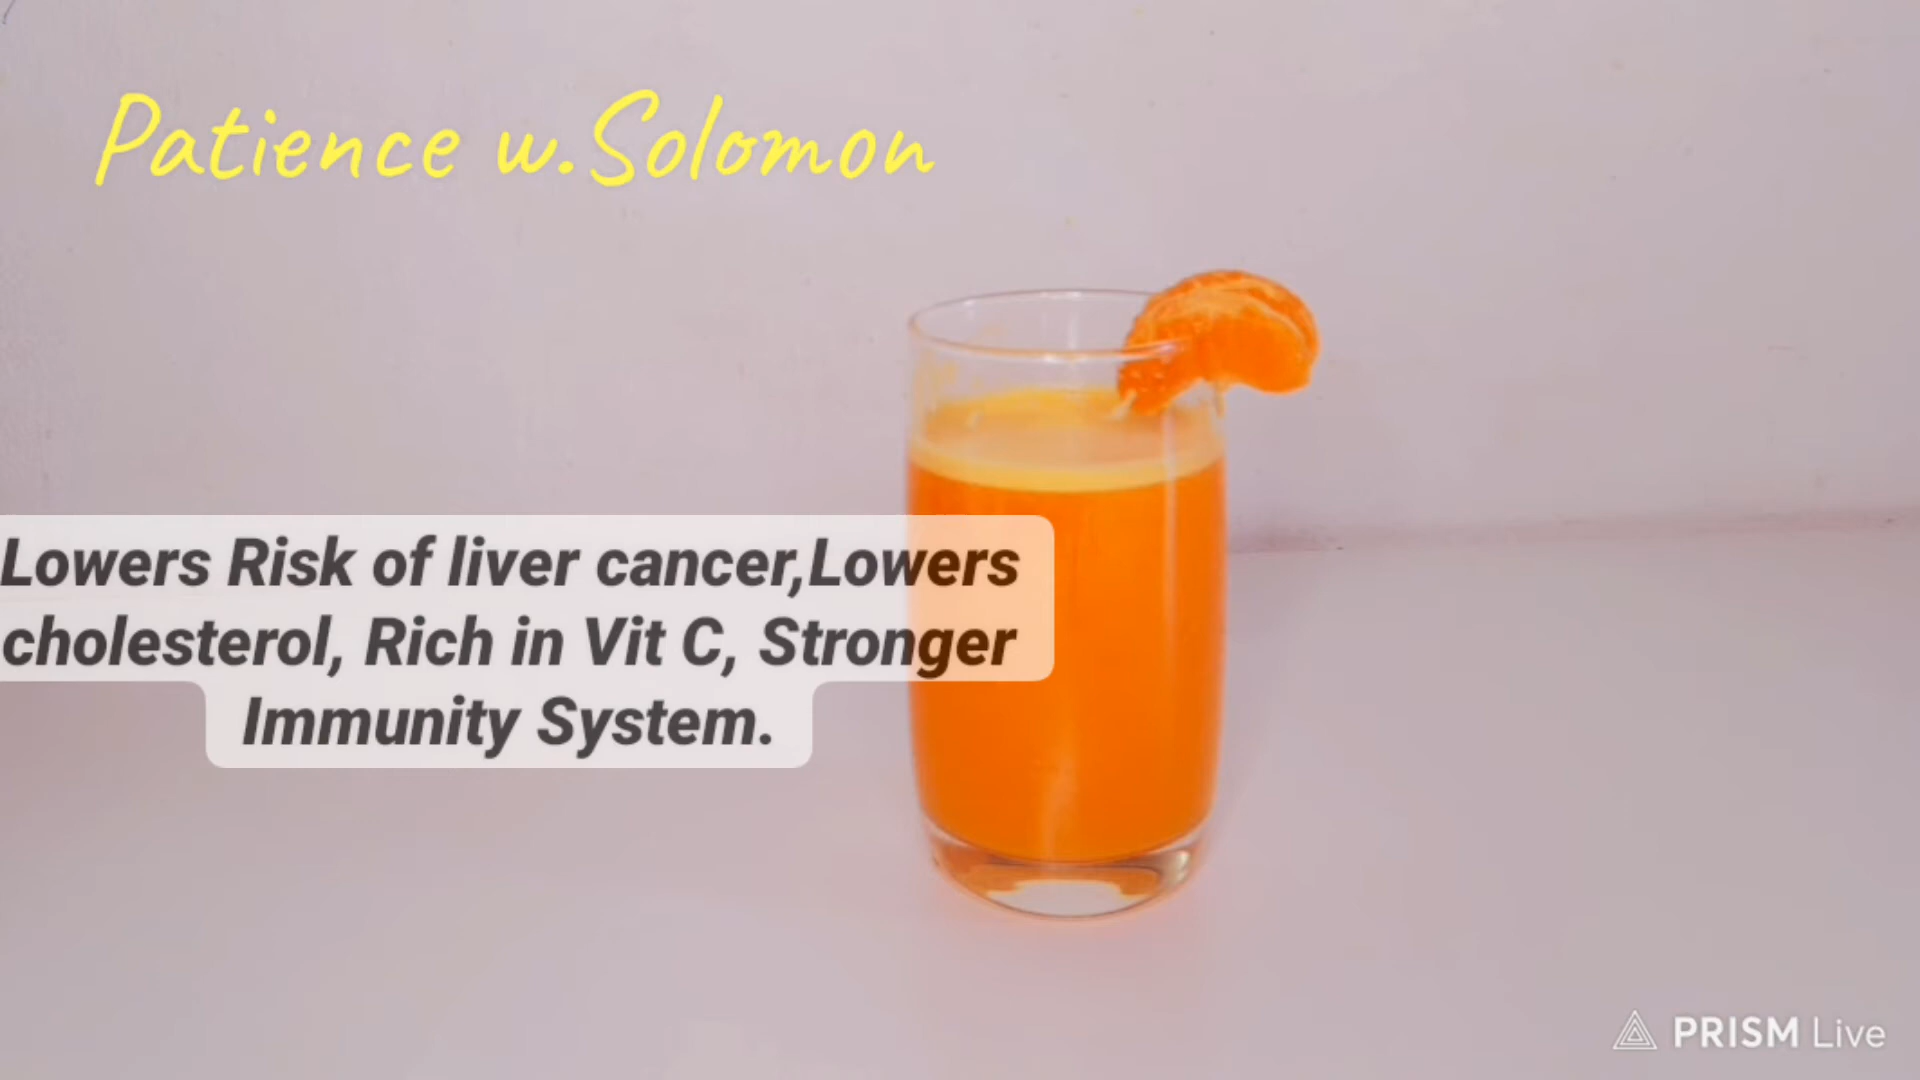 Patience w.Solomon
Lowers Risk of liver cancer,Lowers
cholesterol, Rich in Vit C, Stronger
Immunity System.
PRISM Live